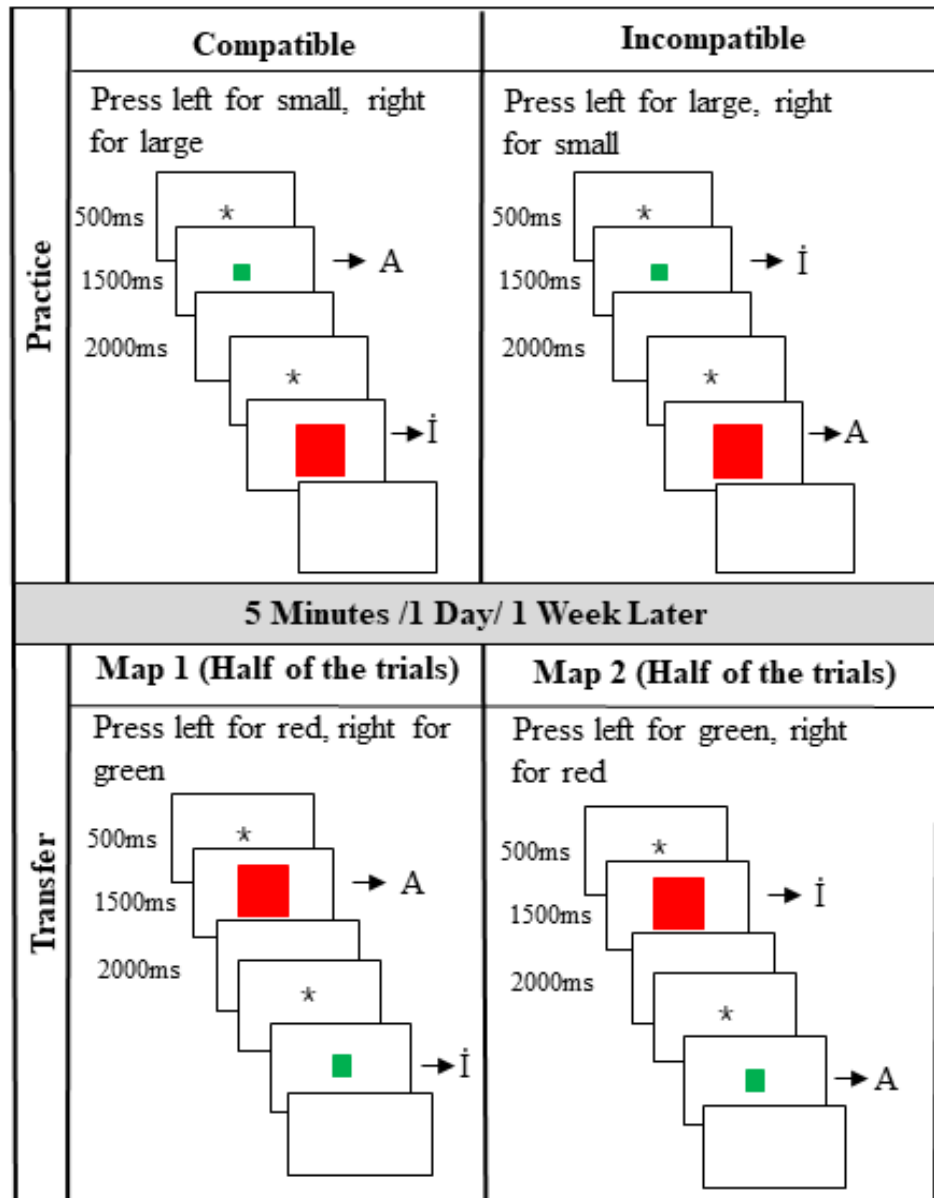 Compatible
Incompatible
Practice
Press left for small, right
for large
500ms
*
1500ms
→ A
2000ms
*
→ İ
Press left for large, right
for small
500ms
*
1500ms
→ İ
2000ms
*
→ A
5 Minutes /1 Day/ 1 Week Later
Map 1 (Half of the trials)
Map 2 (Half of the trials)
Transfer
Press left for red, right for
green
500ms
*
1500ms
→ A
2000ms
*
→ İ
Press left for green, right
for red
500ms
*
1500ms
→ İ
2000ms
*
→ A